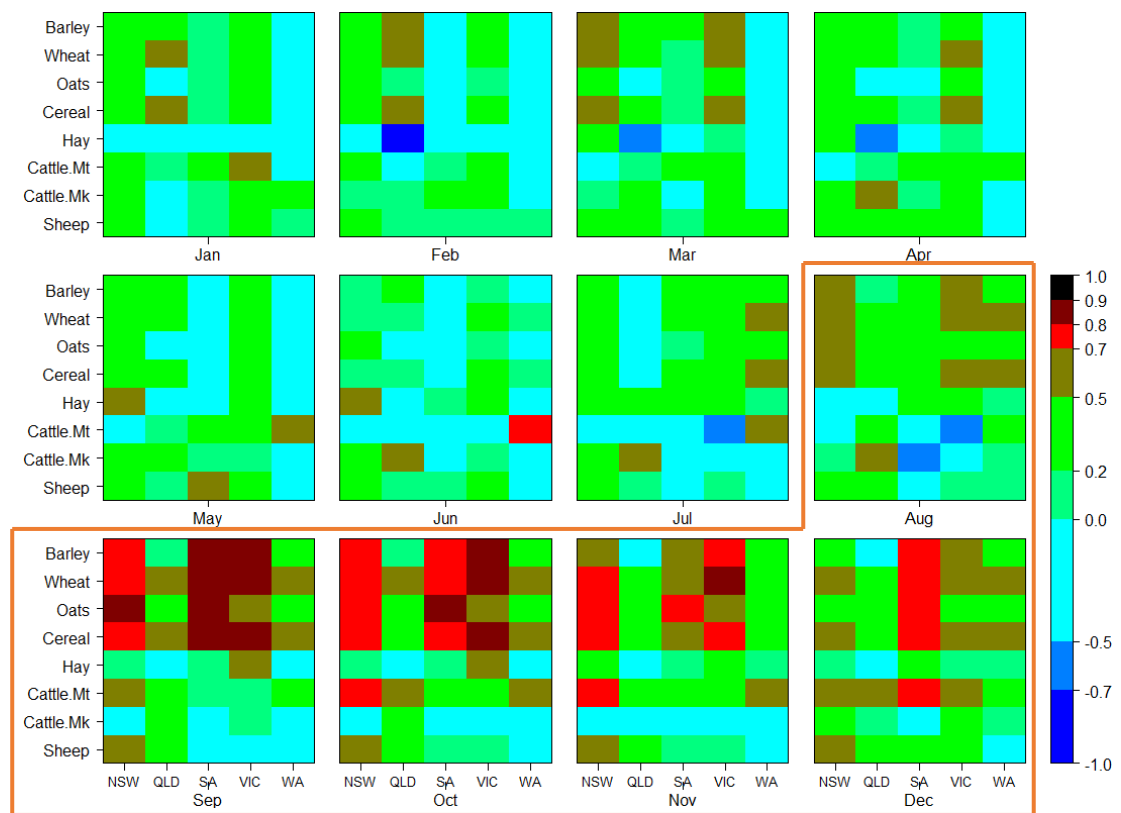 Barley
Wheat
Oats
Cereal
Hay
Cattle.Mt
Cattle.Mk
Sheep
Jan
Feb
Mar
Apr
Barley
Wheat
Oats
Cereal
Hay
Cattle.Mt
Cattle.Mk
Sheep
May
Jun
Jul
Aug
1.0
0.9
0.8
0.7
0.5
0.2
0.0
-0.5
-0.7
-1.0
Barley
Wheat
Oats
Cereal
Hay
Cattle.Mt
Cattle.Mk
Sheep
NSW QLD SA VIC WA
Sep
NSW QLD SA VIC WA
Oct
NSW QLD SA VIC WA
Nov
NSW QLD SA VIC WA
Dec